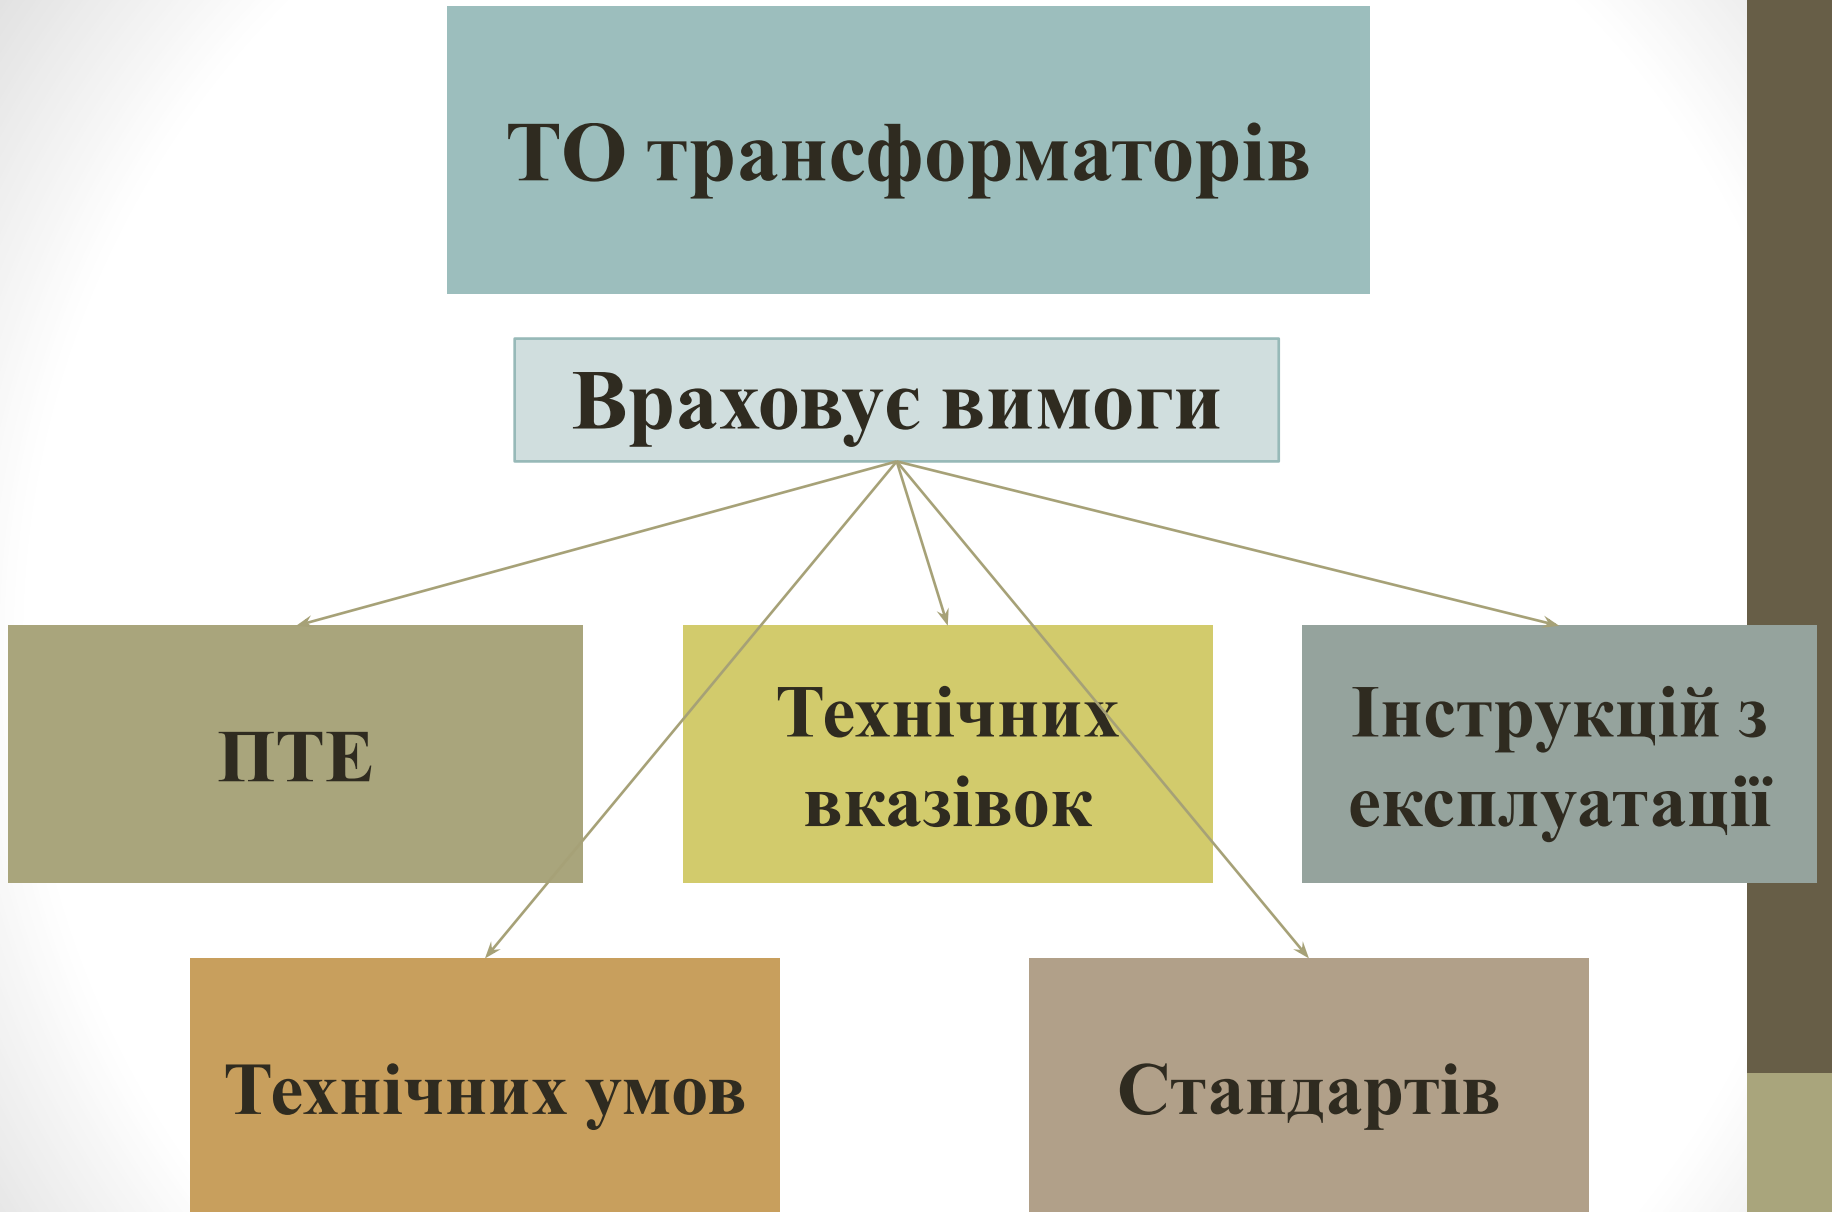 ТО трансформаторів
Враховує вимоги
ПТЕ
Технічних
вказівок
Інструкцій з
експлуатації
Технічних умов
Стандартів